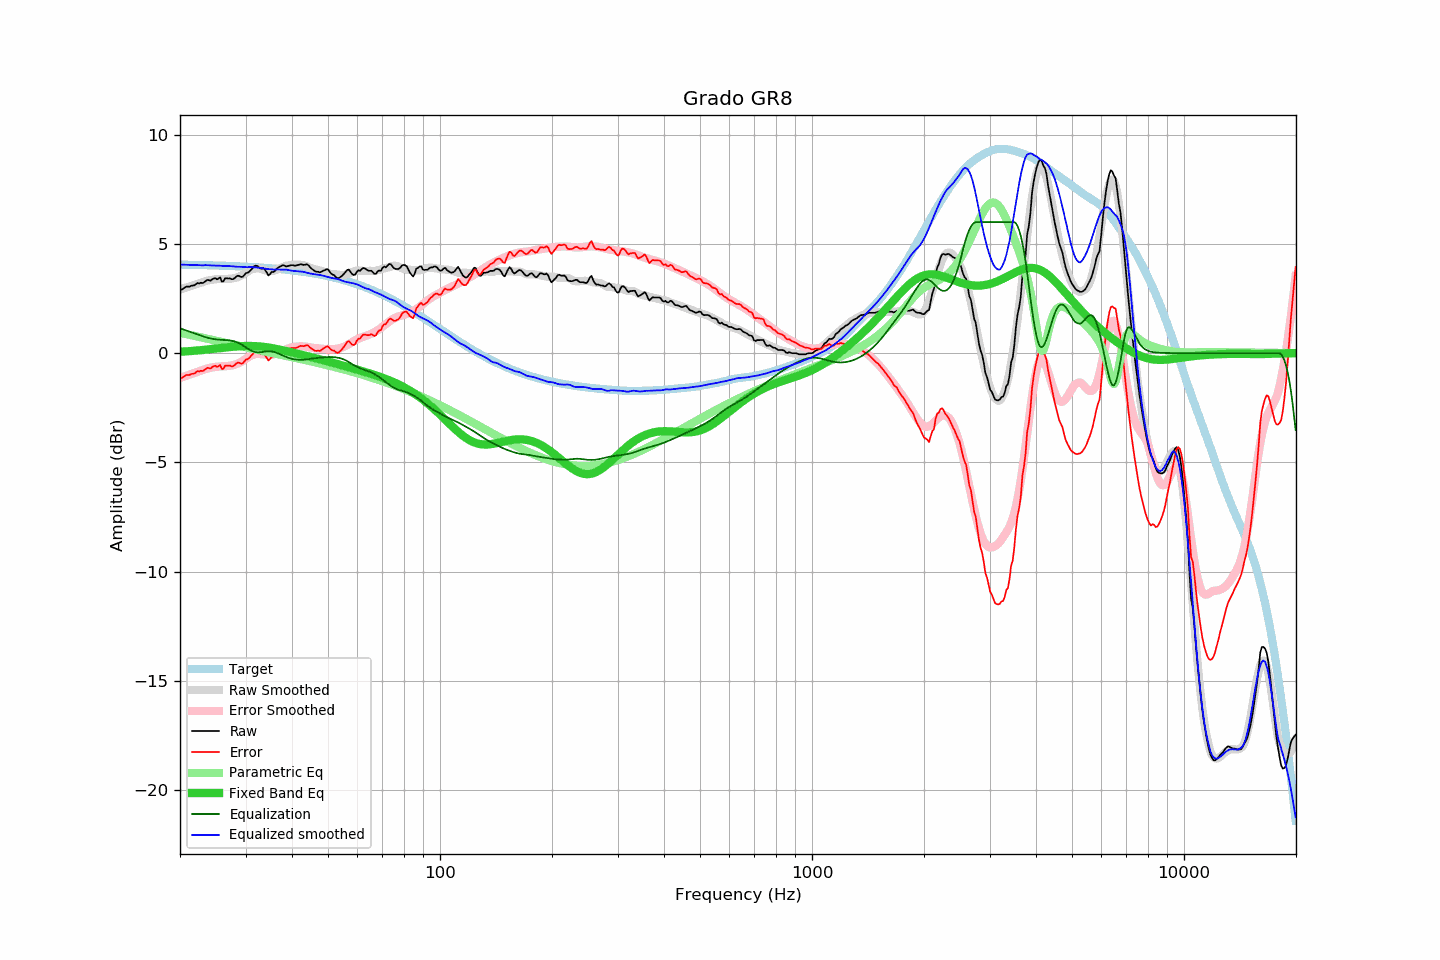 Grado GR8
10
5
0
−5
−10
−15
−20
Amplitude (dBr)
Target
Raw Smoothed
Error Smoothed
Raw
Error
Parametric Eq
Fixed Band Eq
Equalization
Equalized smoothed
100
1000
10000
Frequency (Hz)